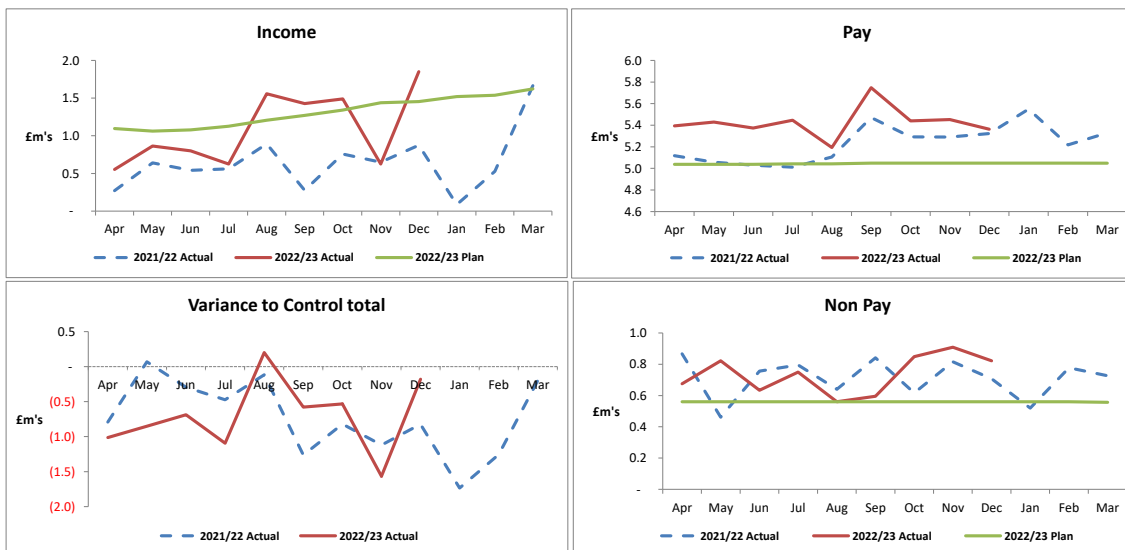 Income
2.0
1.5
1.0
0.5
-
£m's
Apr May Jun Jul Aug Sep Oct Nov Dec Jan Feb Mar
2021/22 Actual 2022/23 Actual 2022/23 Plan
Pay
6.0
5.8
5.6
5.4
5.2
5.0
4.8
4.6
£m's
Apr May Jun Jul Aug Sep Oct Nov Dec Jan Feb Mar
2021/22 Actual 2022/23 Actual 2022/23 Plan
Variance to Control total
0.5
-
(0.5)
(1.0)
(1.5)
(2.0)
£m's
Apr May Jun Jul Aug Sep Oct Nov Dec Jan Feb Mar
2021/22 Actual 2022/23 Actual
Non Pay
1.0
0.8
0.6
0.4
0.2
-
£m's
Apr May Jun Jul Aug Sep Oct Nov Dec Jan Feb Mar
2021/22 Actual 2022/23 Actual 2022/23 Plan